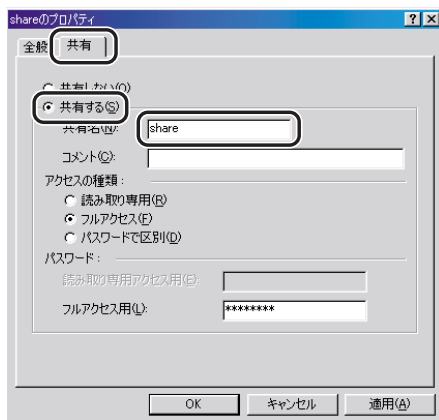 shareのプロパティ
全般 共有
共有しない(O)
共有する(S)
共有名(N): share
コメント(C):
アクセスの種類:
読み取り専用(R)
フルアクセス(F)
パスワードで区別(D)
パスワード:
読み取り専用アクセス用(E):
フルアクセス用(L): ********
OK キャンセル 適用(A)